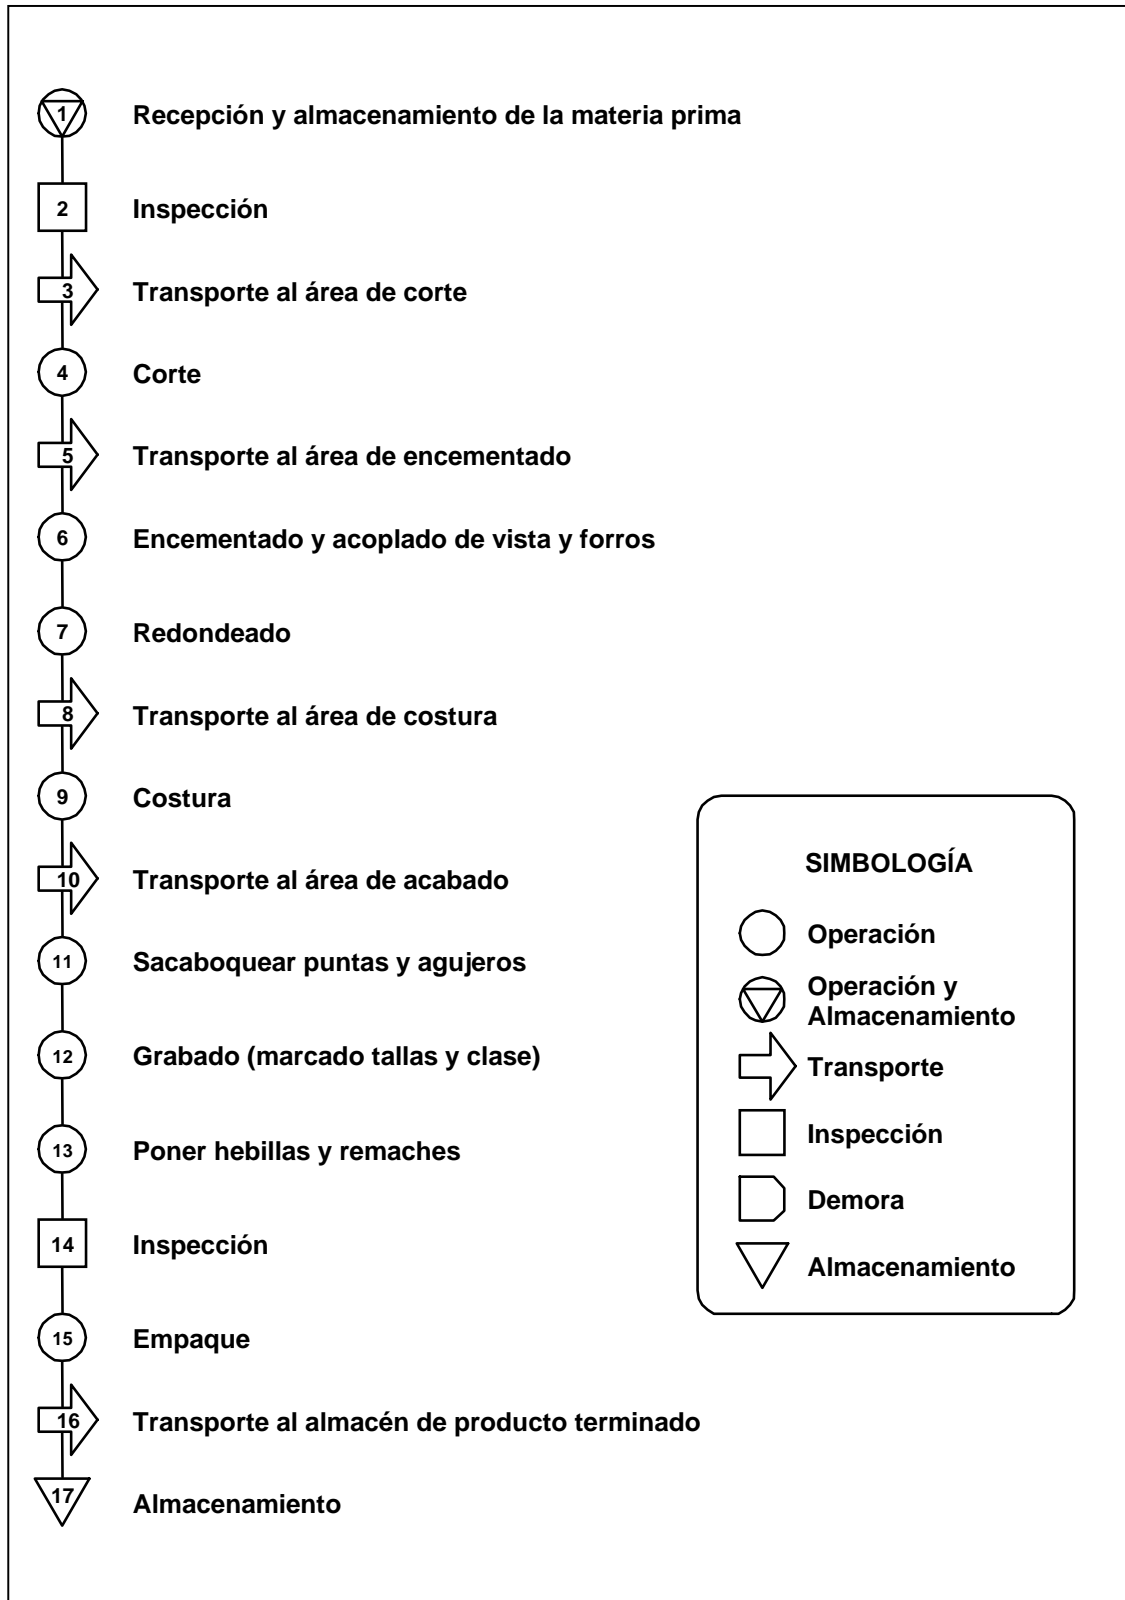 1 Recepción y almacenamiento de la materia prima
2 Inspección
3 Transporte al área de corte
4 Corte
5 Transporte al área de encementado
6 Encementado y acoplado de vista y forros
7 Redondeado
8 Transporte al área de costura
9 Costura
10 Transporte al área de acabado
11 Sacaboquear puntas y agujeros
12 Grabado (marcado tallas y clase)
13 Poner hebillas y remaches
14 Inspección
15 Empaque
16 Transporte al almacén de producto terminado
17 Almacenamiento
SIMBOLOGÍA
Operación
Operación y
Almacenamiento
Transporte
Inspección
Demora
Almacenamiento